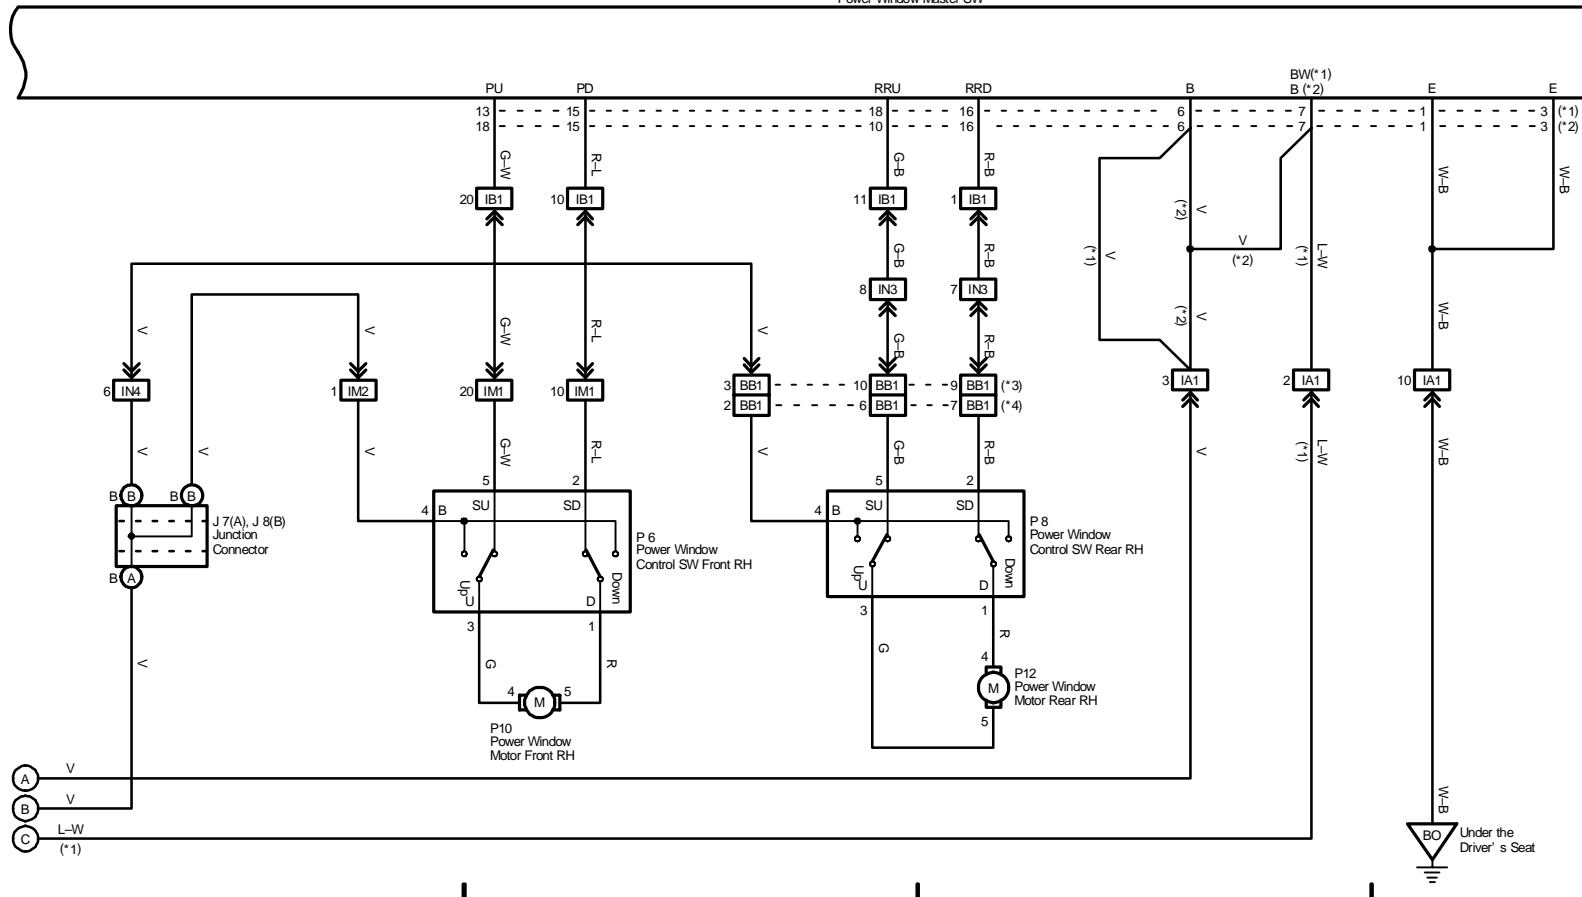 Power Window Master SW
PU PD RRU RRD B BW(*1) E E
B (*2)
13 15 18 16 6 7 1 3 (*1)
18 15 10 16 6 7 1 3 (*2)
G–W R–L G–B R–B W–B W–B
20 IB1 10 IB1 11 IB1 1 IB1
(*2) V
V
(*2)
(*1) V
(*1) L–W
G–B R–B
8 IN3 7 IN3
V V G–W R–L V G–B R–B (*2) V W–B
6 IN4 1 IM2 20 IM1 10 IM1 3 BB1 10 BB1 9 BB1 (*3) 3 IA1 2 IA1 10 IA1
2 BB1 6 BB1 7 BB1 (*4)
V V V G–W R–L V G–B R–B V (*1) L–W W–B
5 2 5 2
B B B B
4 B SU SD
4 B SU SD
J 7(A), J 8(B)
Junction
Connector
B A
P 6
Power Window
Control SW Front RH
P 8
Power Window
Control SW Rear RH
Up Down
U D
Up Down
U D
3 1 3 1
V G R G R
4 M 5
P10
Power Window
Motor Front RH
4
M
5
P12
Power Window
Motor Rear RH
A V
B V
C L–W
(*1)
W–B
BO
Under the
Driver' s Seat